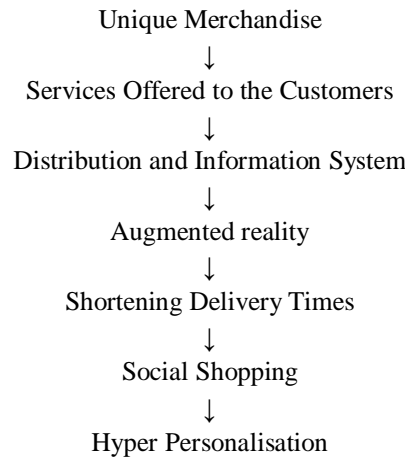 Unique Merchandise
↓
Services Offered to the Customers
↓
Distribution and Information System
↓
Augmented reality
↓
Shortening Delivery Times
↓
Social Shopping
↓
Hyper Personalisation